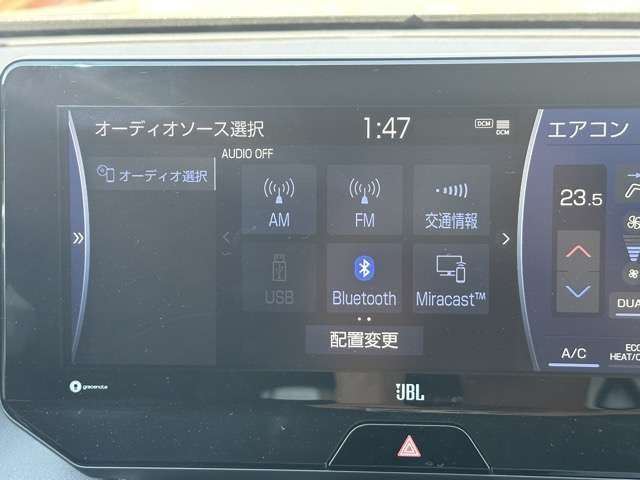 オーディオソース選択
1:47
DCM
DCM
エアコン
AUDIO OFF
オーディオ選択
AM
FM
交通情報
23.5
USB
Bluetooth
Miracast™
DUA
配置変更
A/C
ECO
HEAT/C
gracenote
JBL